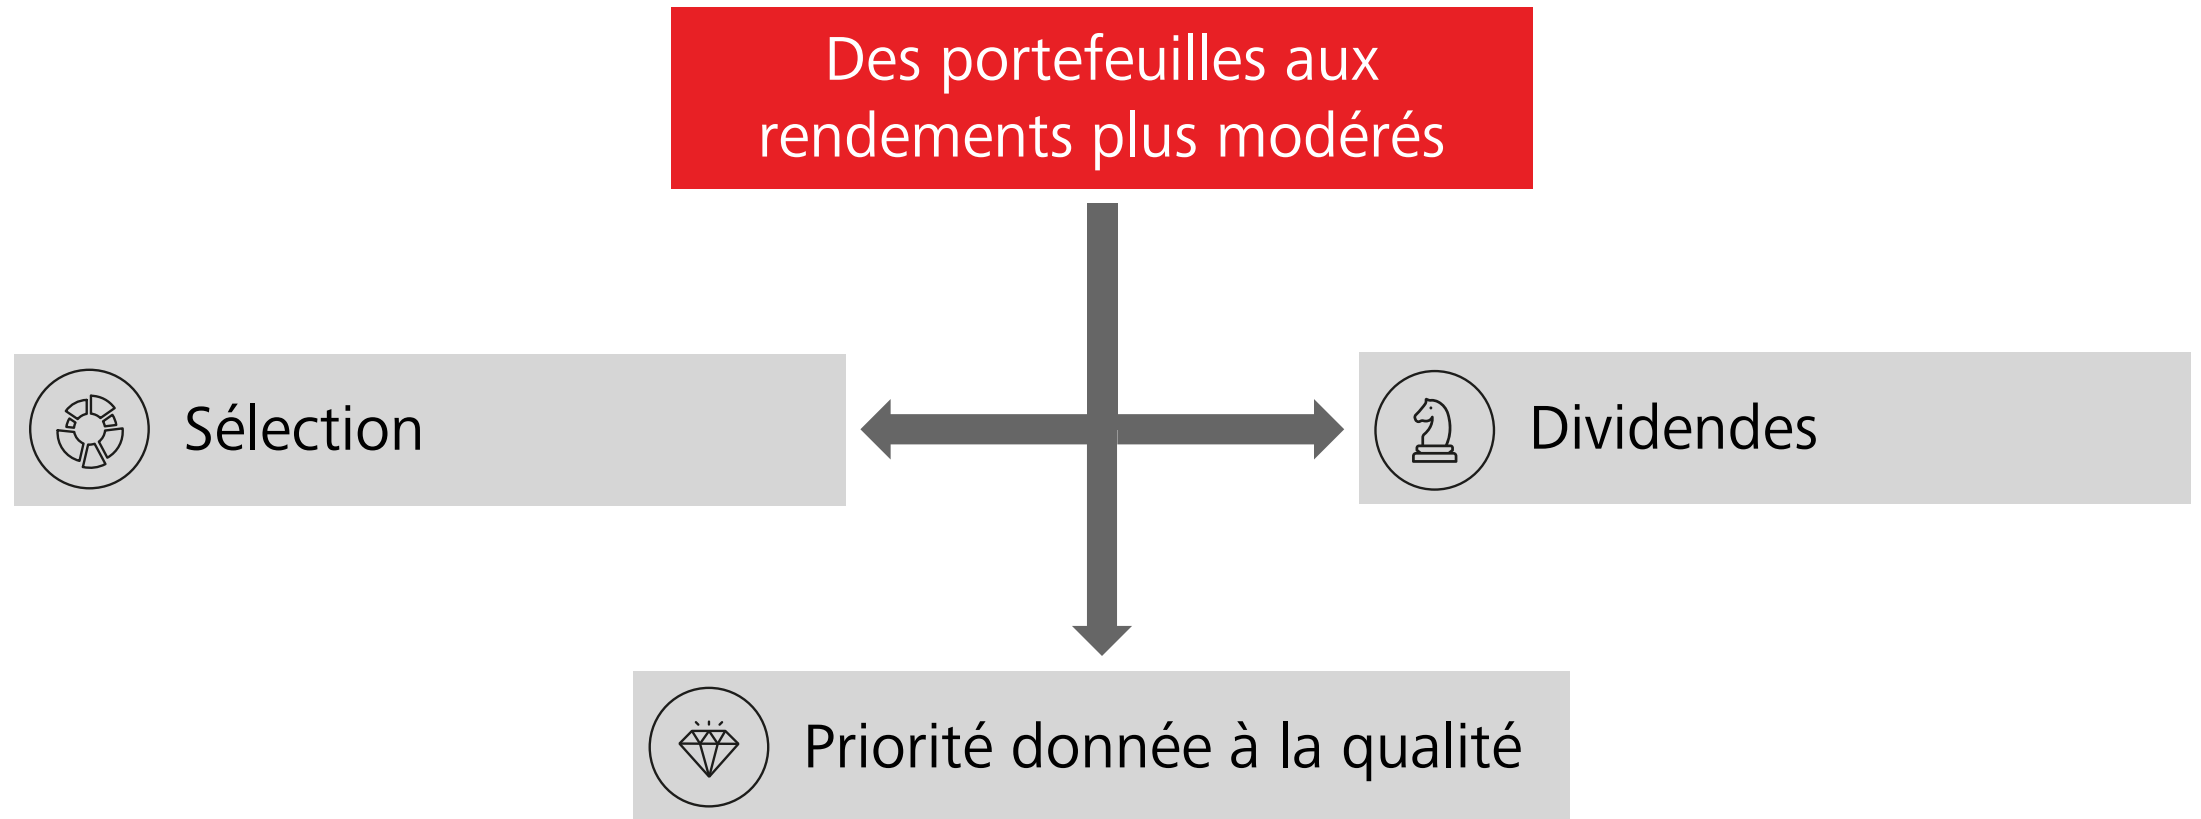 Des portefeuilles aux
rendements plus modérés
Sélection
Dividendes
Priorité donnée à la qualité